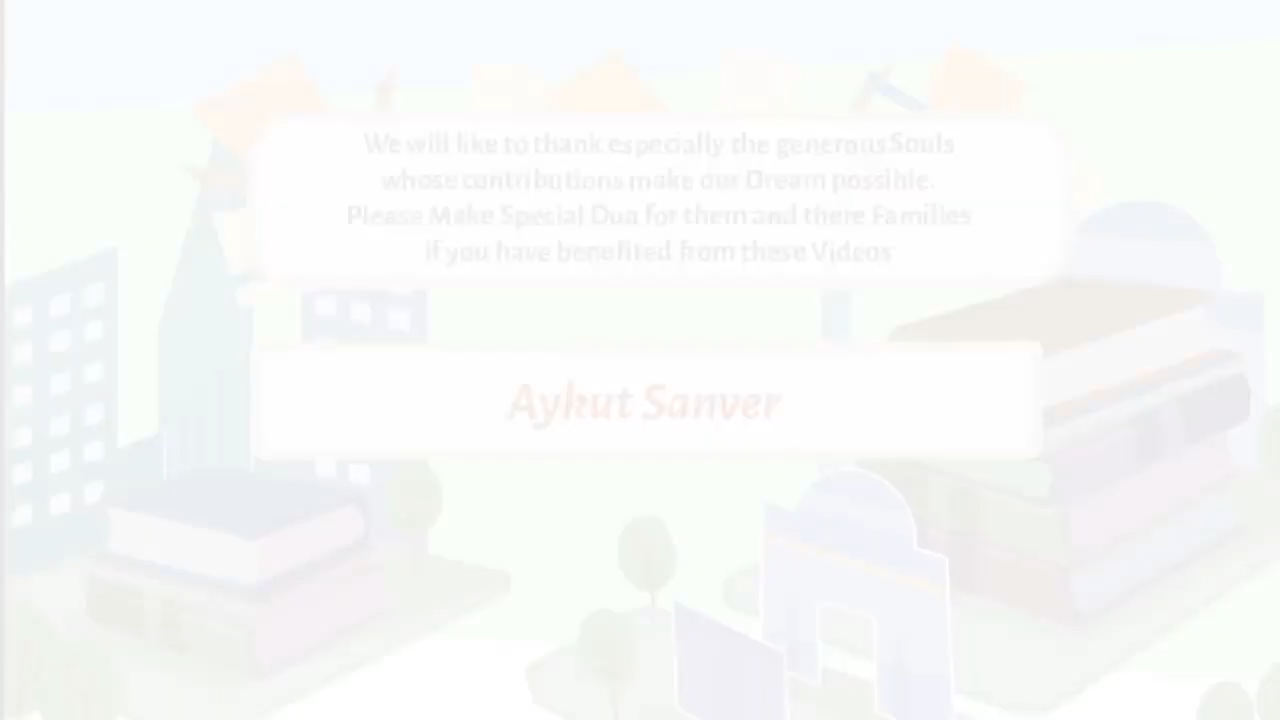 We will like to thank especially the generous Souls
whose contributions make our Dream possible.
Please Make Special Dua for them and there Families
if you have benefited from these Videos
Aykut Sanver